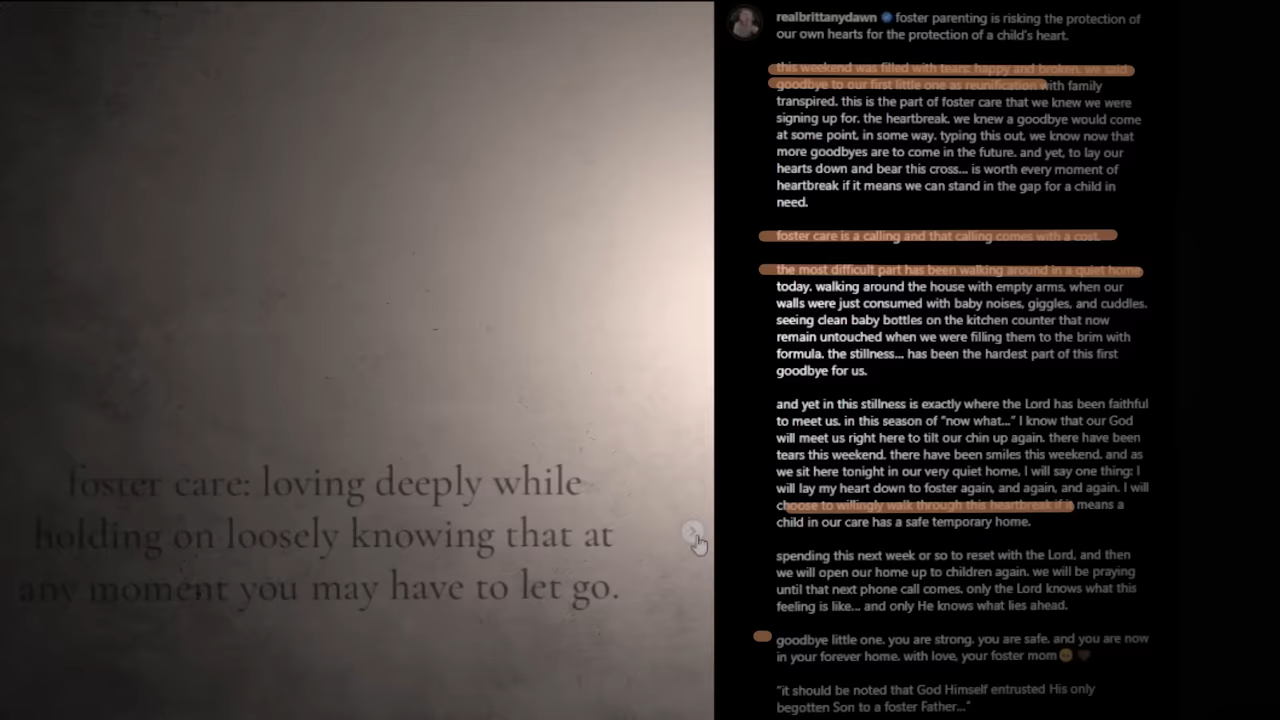 foster care: loving deeply while
holding on loosely knowing that at
any moment you may have to let go.
realbrittanydawn foster parenting is risking the protection of
our own hearts for the protection of a child's heart.
this weekend was filled with tears: happy and broken. we said
goodbye to our first little one as reunification with family
transpired. this is the part of foster care that we knew we were
signing up for. the heartbreak. we knew a goodbye would come
at some point, in some way. typing this out, we know now that
more goodbyes are to come in the future. and yet, to lay our
hearts down and bear this cross... is worth every moment of
heartbreak if it means we can stand in the gap for a child in
need.
foster care is a calling and that calling comes with a cost.
the most difficult part has been walking around in a quiet home
today. walking around the house with empty arms, when our
walls were just consumed with baby noises, giggles, and cuddles.
seeing clean baby bottles on the kitchen counter that now
remain untouched when we were filling them to the brim with
formula. the stillness... has been the hardest part of this first
goodbye for us.
and yet in this stillness is exactly where the Lord has been faithful
to meet us. in this season of "now what..." I know that our God
will meet us right here to tilt our chin up again. there have been
tears this weekend. there have been smiles this weekend. and as
we sit here tonight in our very quiet home, I will say one thing: I
will lay my heart down to foster again, and again, and again. I will
choose to willingly walk through this heartbreak if it means a
child in our care has a safe temporary home.
spending this next week or so to reset with the Lord, and then
we will open our home up to children again. we will be praying
until that next phone call comes. only the Lord knows what this
feeling is like... and only He knows what lies ahead.
goodbye little one. you are strong. you are safe. and you are now
in your forever home. with love, your foster mom
"it should be noted that God Himself entrusted His only
begotten Son to a foster Father..."